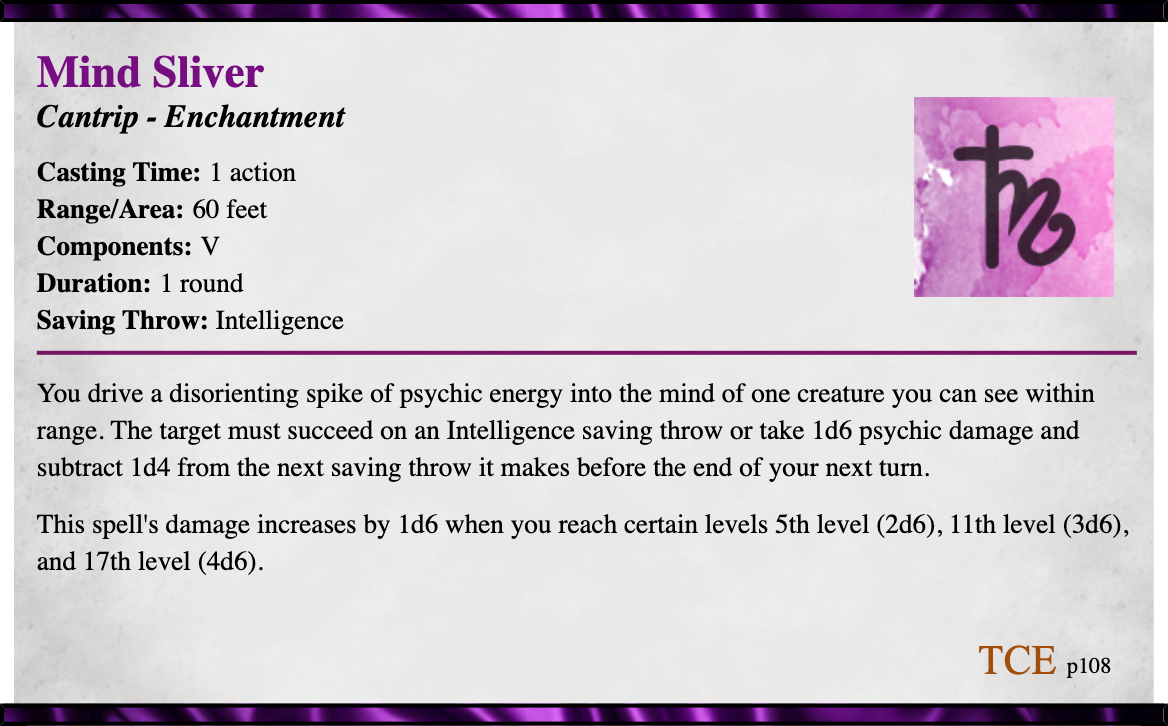 Mind Sliver
Cantrip - Enchantment
Casting Time: 1 action
Range/Area: 60 feet
Components: V
Duration: 1 round
Saving Throw: Intelligence
You drive a disorienting spike of psychic energy into the mind of one creature you can see within
range. The target must succeed on an Intelligence saving throw or take 1d6 psychic damage and
subtract 1d4 from the next saving throw it makes before the end of your next turn.
This spell's damage increases by 1d6 when you reach certain levels 5th level (2d6), 11th level (3d6),
and 17th level (4d6).
TCE p108